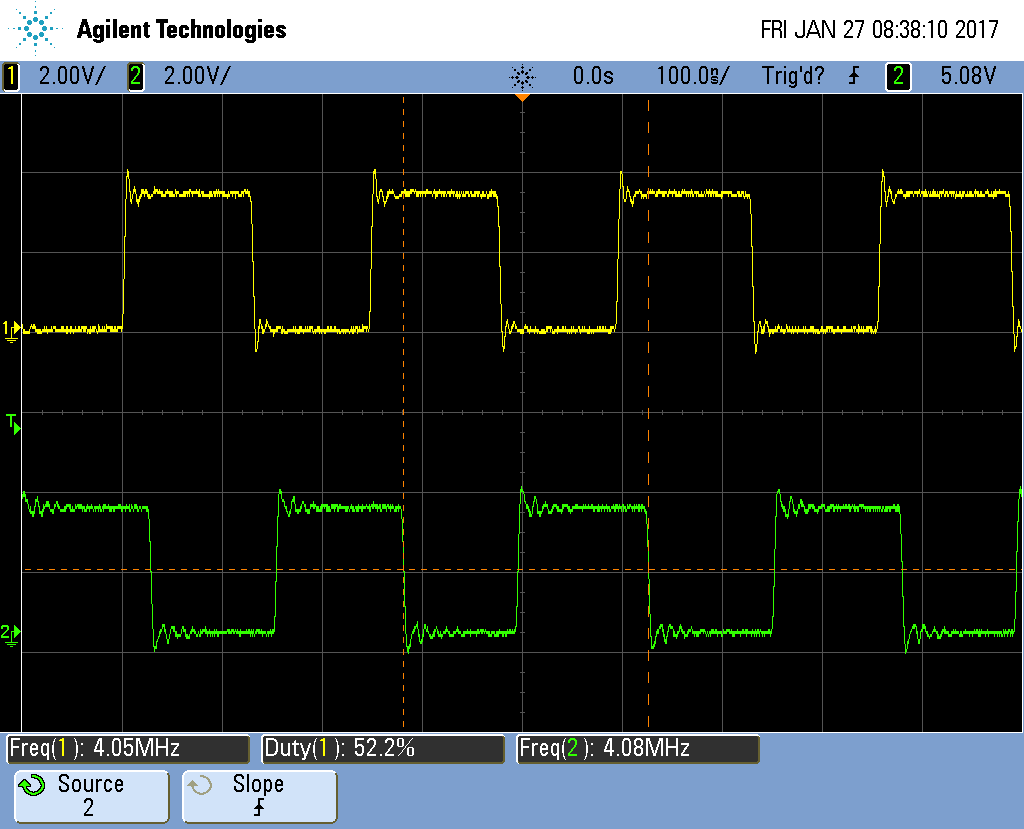 Agilent Technologies FRI JAN 27 08:38:10 2017
1 2.00V/ 2 2.00V/ 0.0s 100.0ns/ Trig'd? 2 5.08V
1
T
2
Freq(1): 4.05MHz Duty(1): 52.2% Freq(2): 4.08MHz
Source Slope
2